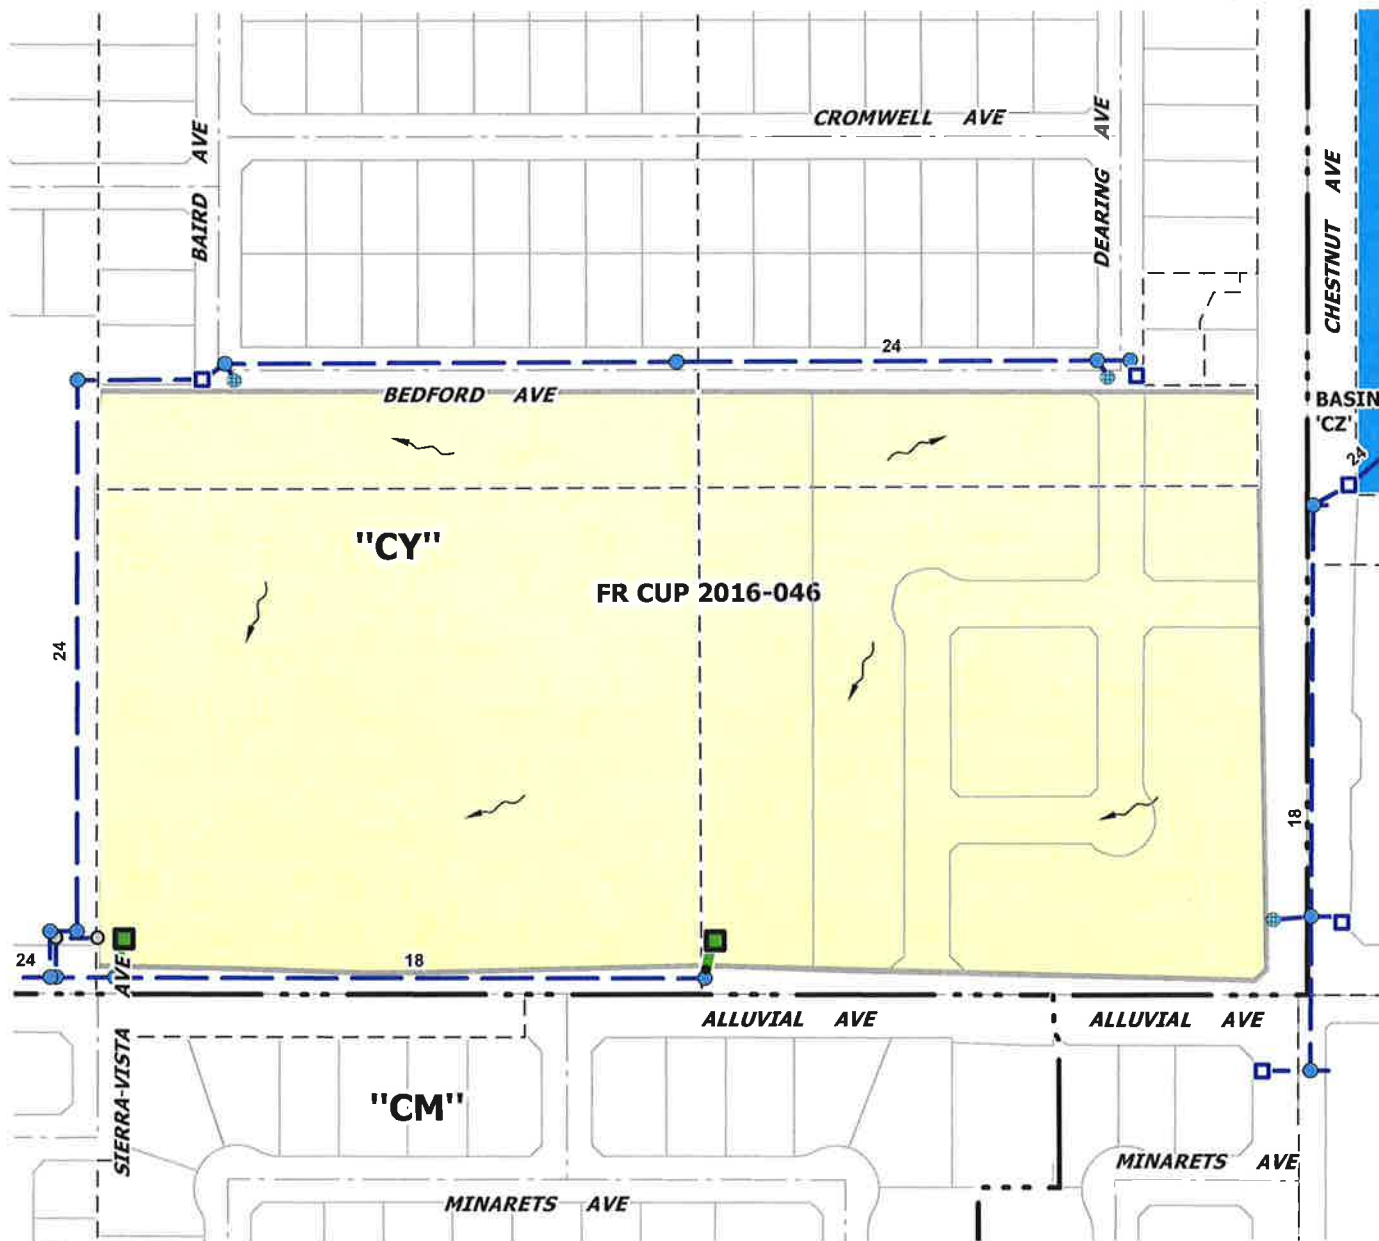 CROMWELL AVE
BAIRD AVE
DEARING AVE
CHESTNUT AVE
24
BEDFORD AVE
BASIN
'CZ'
24
"CY"
FR CUP 2016-046
24
18
24
18
SIERRA-VISTA AVE
ALLUVIAL AVE
ALLUVIAL AVE
"CM"
MINARETS AVE
MINARETS AVE